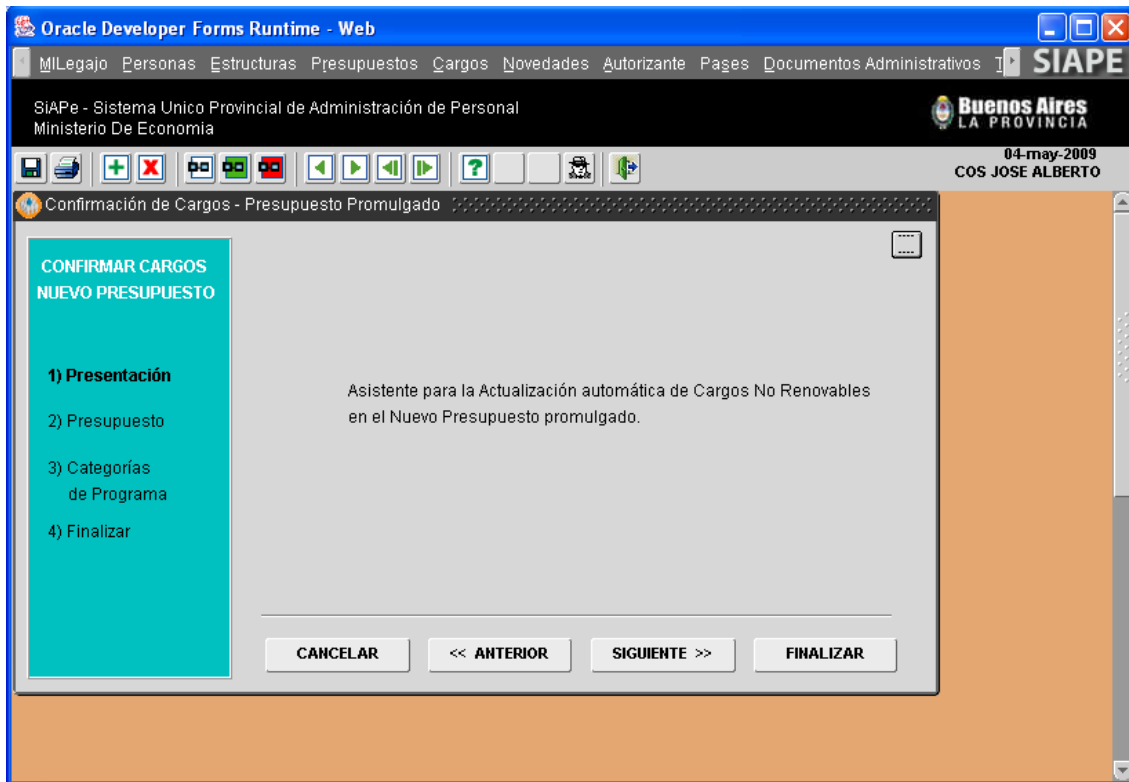 Oracle Developer Forms Runtime - Web
MILegajo Personas Estructuras Presupuestos Cargos Novedades Autorizante Pases Documentos Administrativos T SIAPE
SiAPe - Sistema Unico Provincial de Administración de Personal
Ministerio De Economia
Buenos Aires
LA PROVINCIA
04-may-2009
COS JOSE ALBERTO
Confirmación de Cargos - Presupuesto Promulgado
CONFIRMAR CARGOS
NUEVO PRESUPUESTO
1) Presentación
2) Presupuesto
3) Categorías
de Programa
4) Finalizar
Asistente para la Actualización automática de Cargos No Renovables
en el Nuevo Presupuesto promulgado.
CANCELAR << ANTERIOR SIGUIENTE >> FINALIZAR